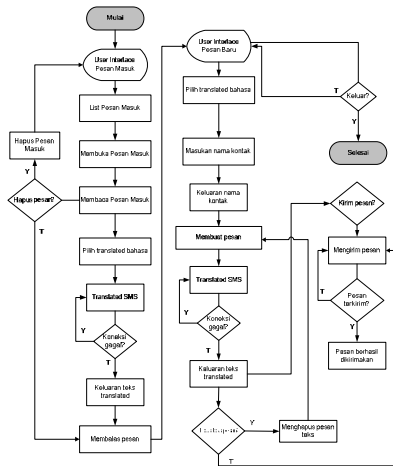 Mulai
User Interface
Pesan Masuk
List Pesan Masuk
Membuka Pesan Masuk
Hapus Pesan
Masuk
Y
Hapus pesan?
Membaca Pesan Masuk
T
Pilih translated bahasa
Translated SMS
Y
Koneksi
gagal?
T
Keluaran teks
translated
Membalas pesan
User Interface
Pesan Baru
Pilih translated bahasa
Masukan nama kontak
Keluaran nama
kontak
Membuat pesan
Translated SMS
Y
Koneksi
gagal?
T
Keluaran teks
translated
Y
Menghapus pesan
teks
T
Keluar?
T
Y
Selesai
Kirim pesan?
Mengirim pesan
T
Pesan
terkirim?
Y
Pesan berhasil
dikirimakan